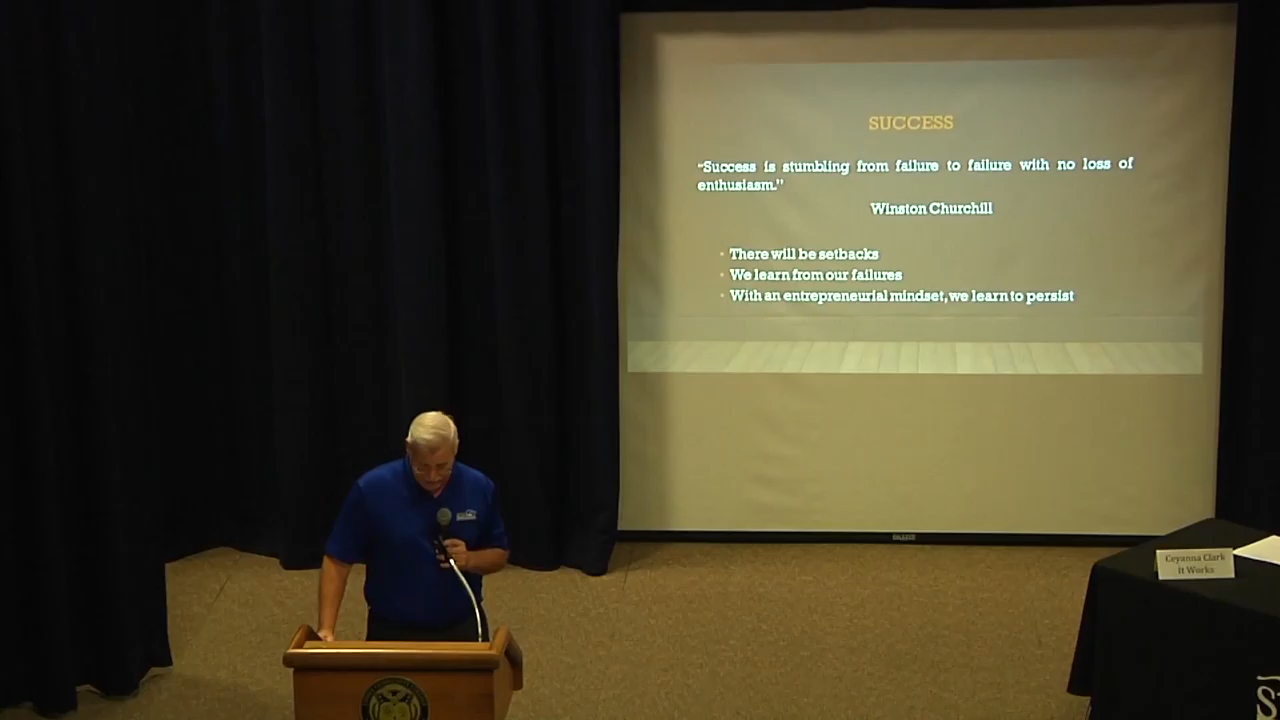 SUCCESS
"Success is stumbling from failure to failure with no loss of
enthusiasm."
Winston Churchill
There will be setbacks
We learn from our failures
With an entrepreneurial mindset, we learn to persist
Ceyanna Clark
It Works